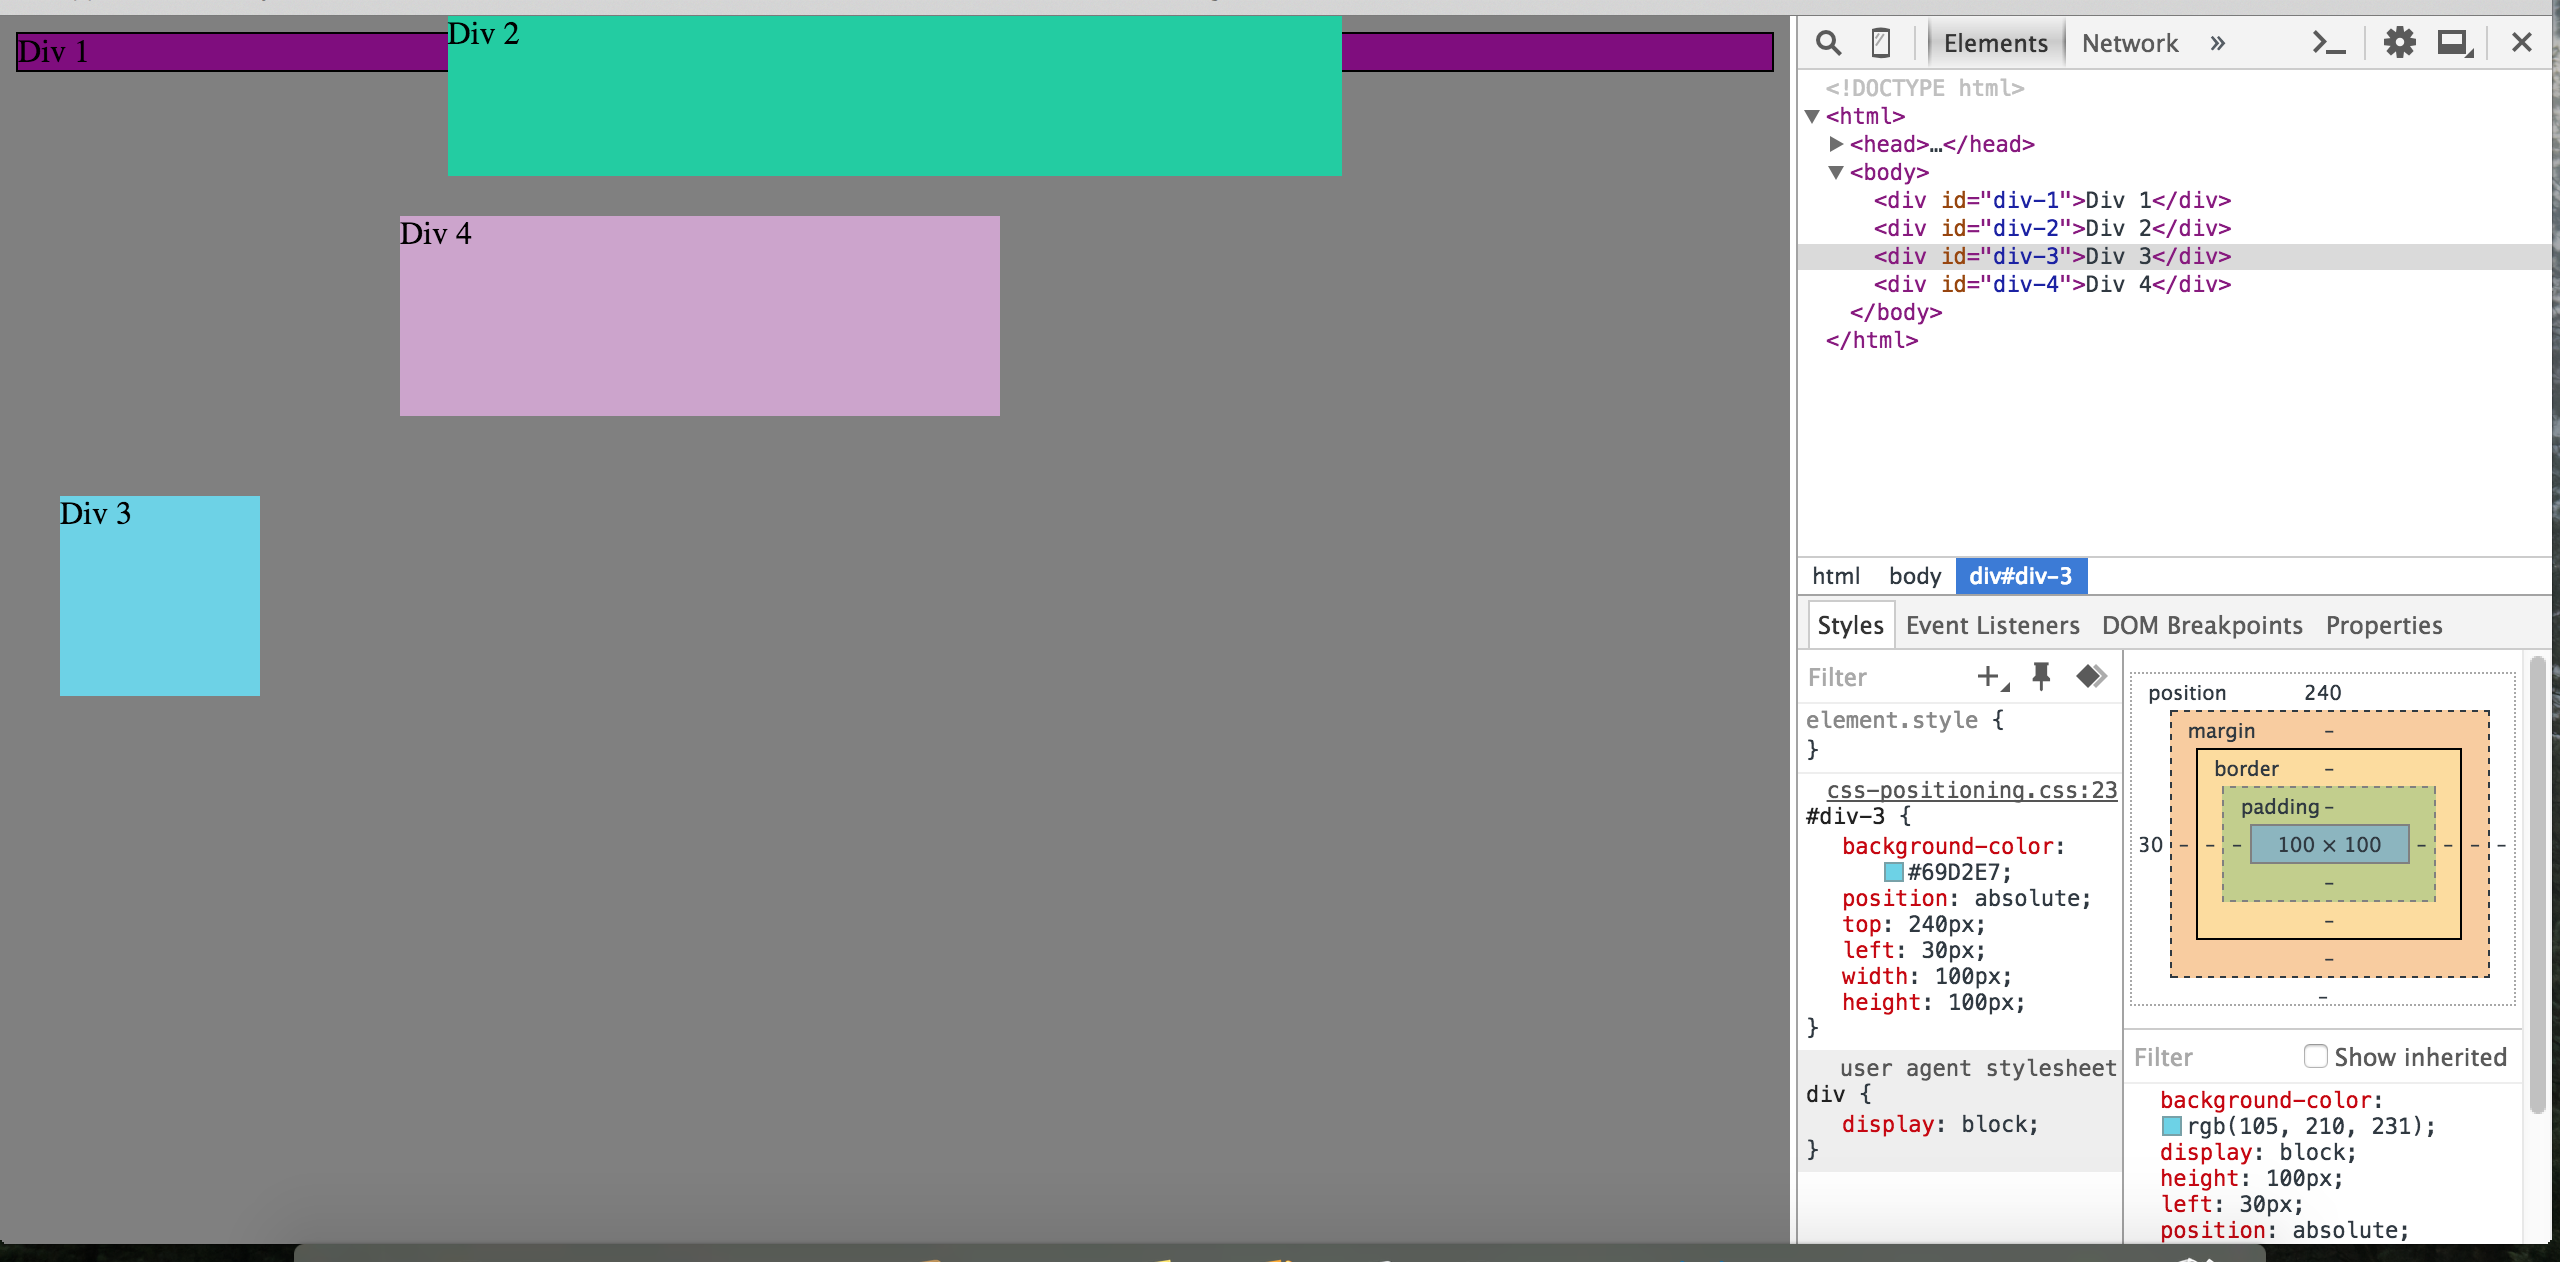 Div 1
Div 2
Div 4
Div 3
Elements Network »
<!DOCTYPE html>
<html>
<head>…</head>
<body>
<div id="div-1">Div 1</div>
<div id="div-2">Div 2</div>
<div id="div-3">Div 3</div>
<div id="div-4">Div 4</div>
</body>
</html>
html body div#div-3
Styles Event Listeners DOM Breakpoints Properties
Filter
element.style {
}
css-positioning.css:23
#div-3 {
background-color:
#69D2E7;
position: absolute;
top: 240px;
left: 30px;
width: 100px;
height: 100px;
}
user agent stylesheet
div {
display: block;
}
position 240
margin -
border -
padding -
30 - - - 100 × 100 - - - -
-
-
-
-
Filter Show inherited
background-color:
rgb(105, 210, 231);
display: block;
height: 100px;
left: 30px;
position: absolute;